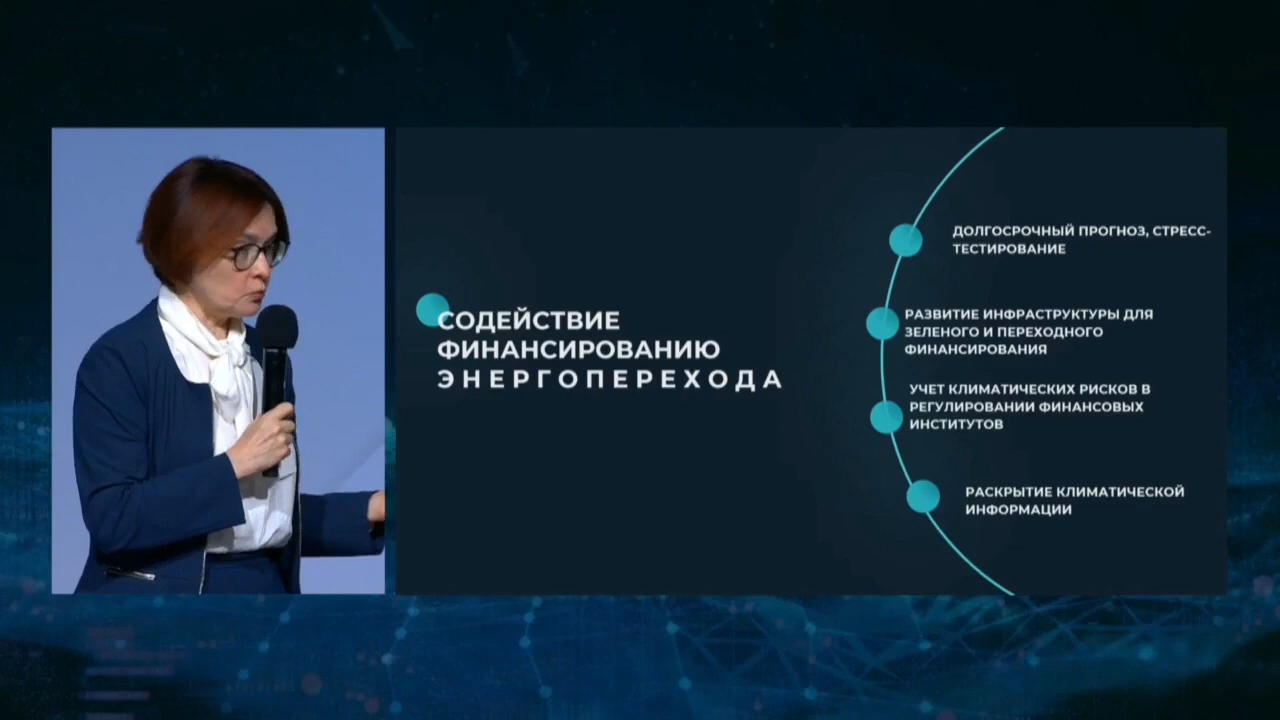 СОДЕЙСТВИЕ
ФИНАНСИРОВАНИЮ
ЭНЕРГОПЕРЕХОДА
ДОЛГОСРОЧНЫЙ ПРОГНОЗ, СТРЕСС-
ТЕСТИРОВАНИЕ
РАЗВИТИЕ ИНФРАСТРУКТУРЫ ДЛЯ
ЗЕЛЕНОГО И ПЕРЕХОДНОГО
ФИНАНСИРОВАНИЯ
УЧЕТ КЛИМАТИЧЕСКИХ РИСКОВ В
РЕГУЛИРОВАНИИ ФИНАНСОВЫХ
ИНСТИТУТОВ
РАСКРЫТИЕ КЛИМАТИЧЕСКОЙ
ИНФОРМАЦИИ